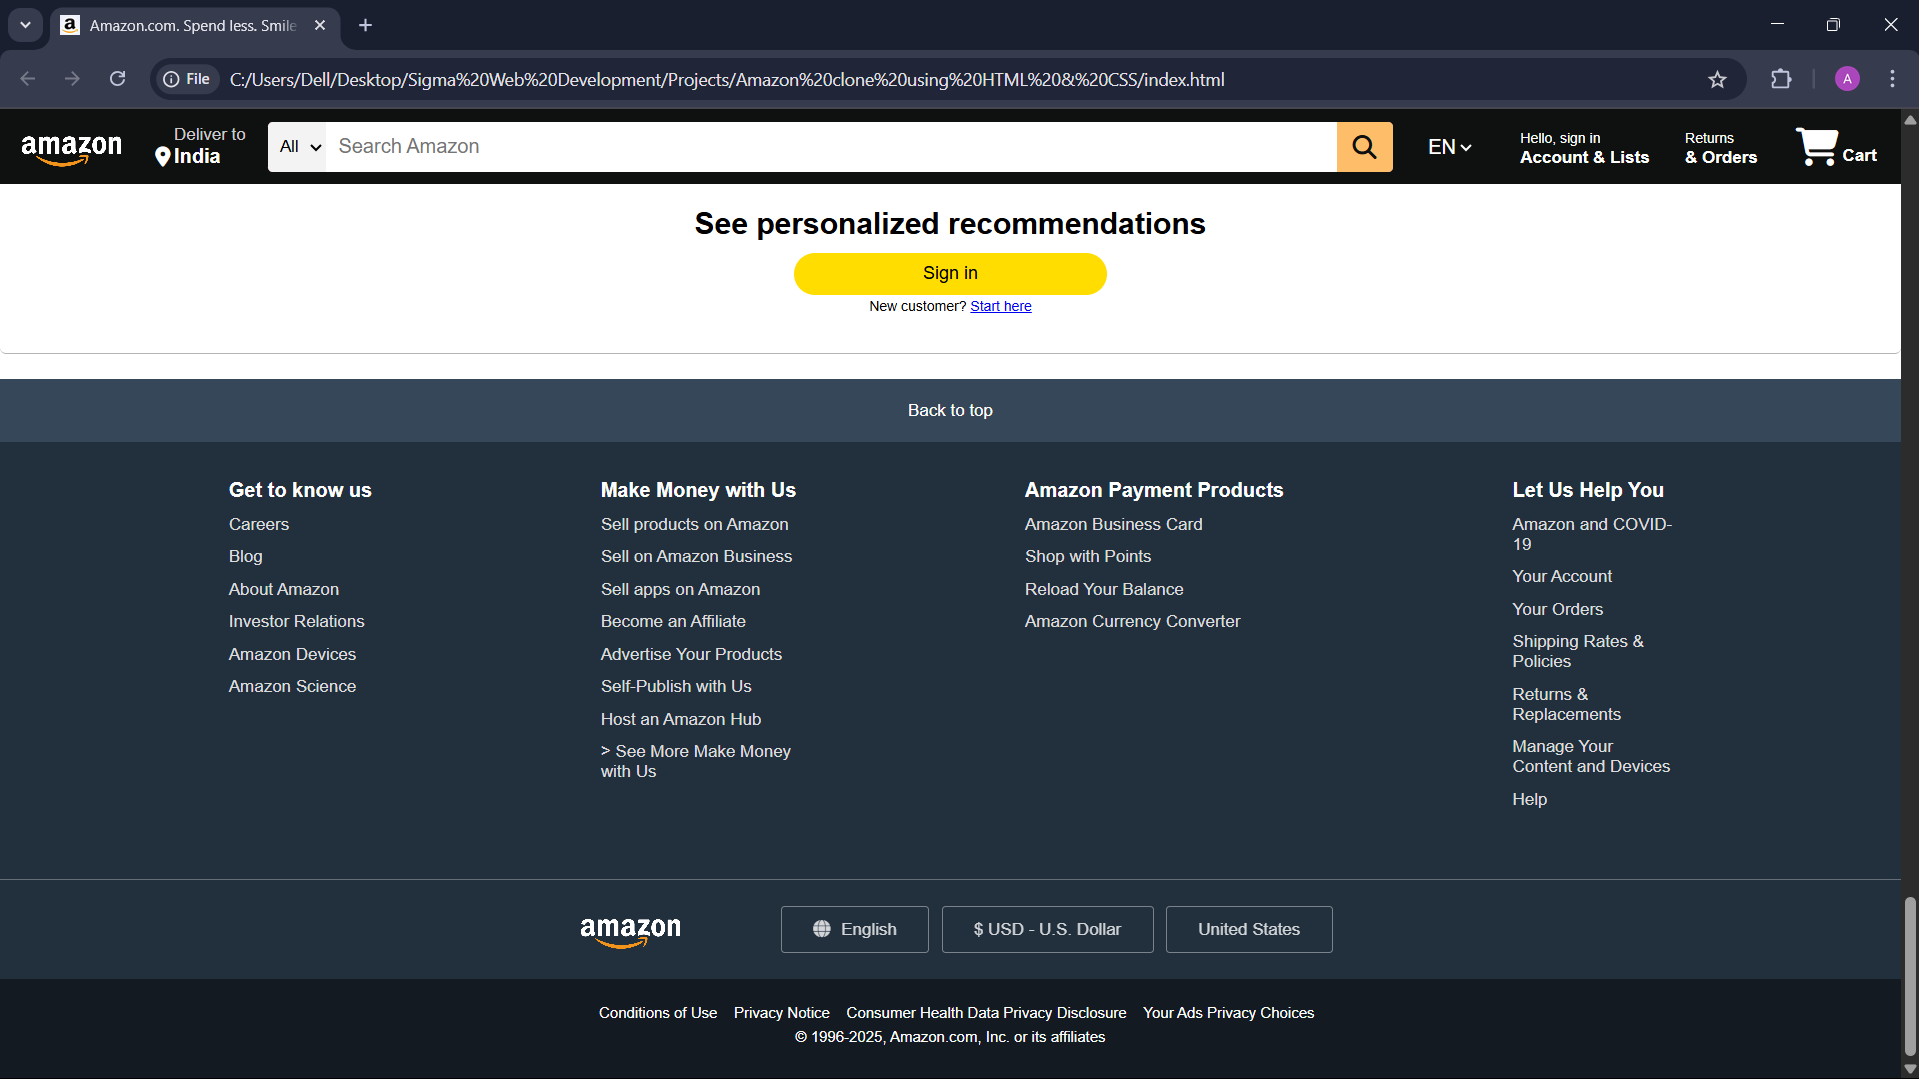 Amazon.com. Spend less. Smile
File
C:/Users/Dell/Desktop/Sigma%20Web%20Development/Projects/Amazon%20clone%20using%20HTML%20&%20CSS/index.html
A
amazon
Deliver to
India
All
Search Amazon
EN
Hello, sign in
Account & Lists
Returns
& Orders
Cart
See personalized recommendations
Sign in
New customer? Start here
Back to top
Get to know us
Careers
Blog
About Amazon
Investor Relations
Amazon Devices
Amazon Science
Make Money with Us
Sell products on Amazon
Sell on Amazon Business
Sell apps on Amazon
Become an Affiliate
Advertise Your Products
Self-Publish with Us
Host an Amazon Hub
> See More Make Money
with Us
Amazon Payment Products
Amazon Business Card
Shop with Points
Reload Your Balance
Amazon Currency Converter
Let Us Help You
Amazon and COVID-
19
Your Account
Your Orders
Shipping Rates &
Policies
Returns &
Replacements
Manage Your
Content and Devices
Help
amazon
English
$ USD - U.S. Dollar
United States
Conditions of Use Privacy Notice Consumer Health Data Privacy Disclosure Your Ads Privacy Choices
© 1996-2025, Amazon.com, Inc. or its affiliates